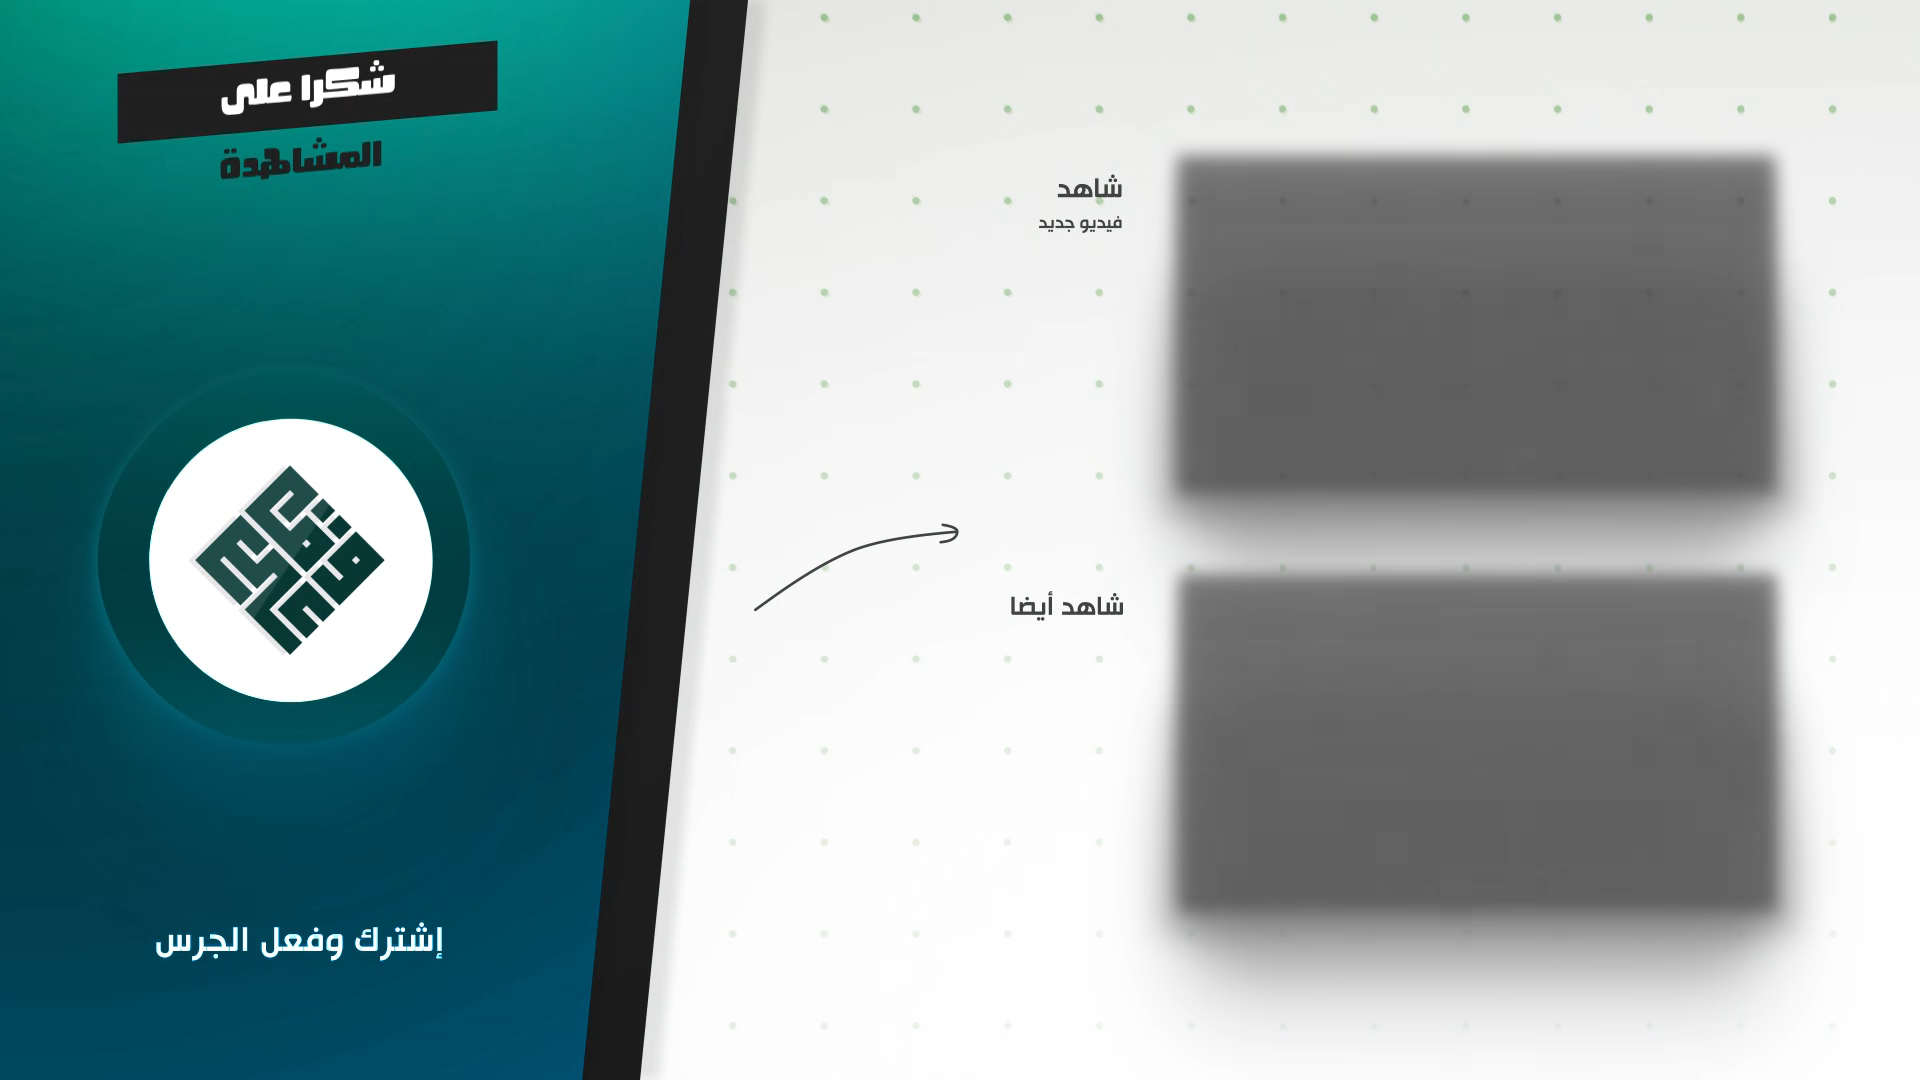 شكرا على
المشاهدة
إشترك وفعل الجرس
شاهد
فيديو جديد
شاهد أيضا